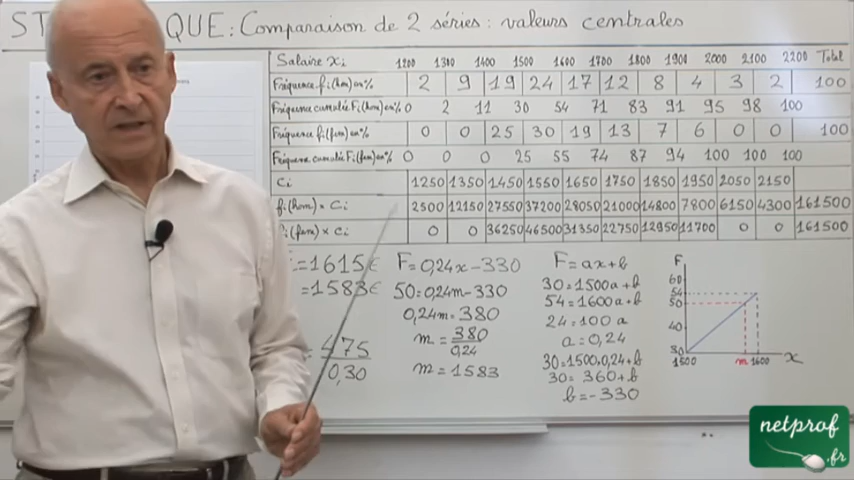 ST QUE: Comparaison de 2 séries: valeurs centrales
Salaire xi 1200 1300 1400 1500 1600 1700 1800 1900 2000 2100 2200 Total
Fréquence fi(hom) en % 2 9 19 24 17 12 8 4 3 2 100
Fréquence cumulée Fi(hom) en % 0 2 11 30 54 71 83 91 95 98 100
Fréquence fi(fem) en % 0 0 25 30 19 13 7 6 0 0 100
Fréquence cumulée Fi(fem) en % 0 0 0 25 55 74 87 94 100 100 100
Ci 1250 1350 1450 1550 1650 1750 1850 1950 2050 2150
fi(hom) × Ci 2500 12150 27550 37200 28050 21000 14800 7800 6150 4300 161500
fi(fem) × Ci 0 0 36250 46500 31350 22750 12950 11700 0 0 161500
=1615€
=1583€
= 475
0,30
F=0,24x-330
50=0,24m-330
0,24m=380
m=380
0,24
m=1583
F=ax+b
30=1500a+b
54=1600a+b
24=100a
a=0,24
30=1500.0,24+b
30=360+b
b=-330
F
60
54
50
40
30
1500 m 1600 x
netprof
.fr